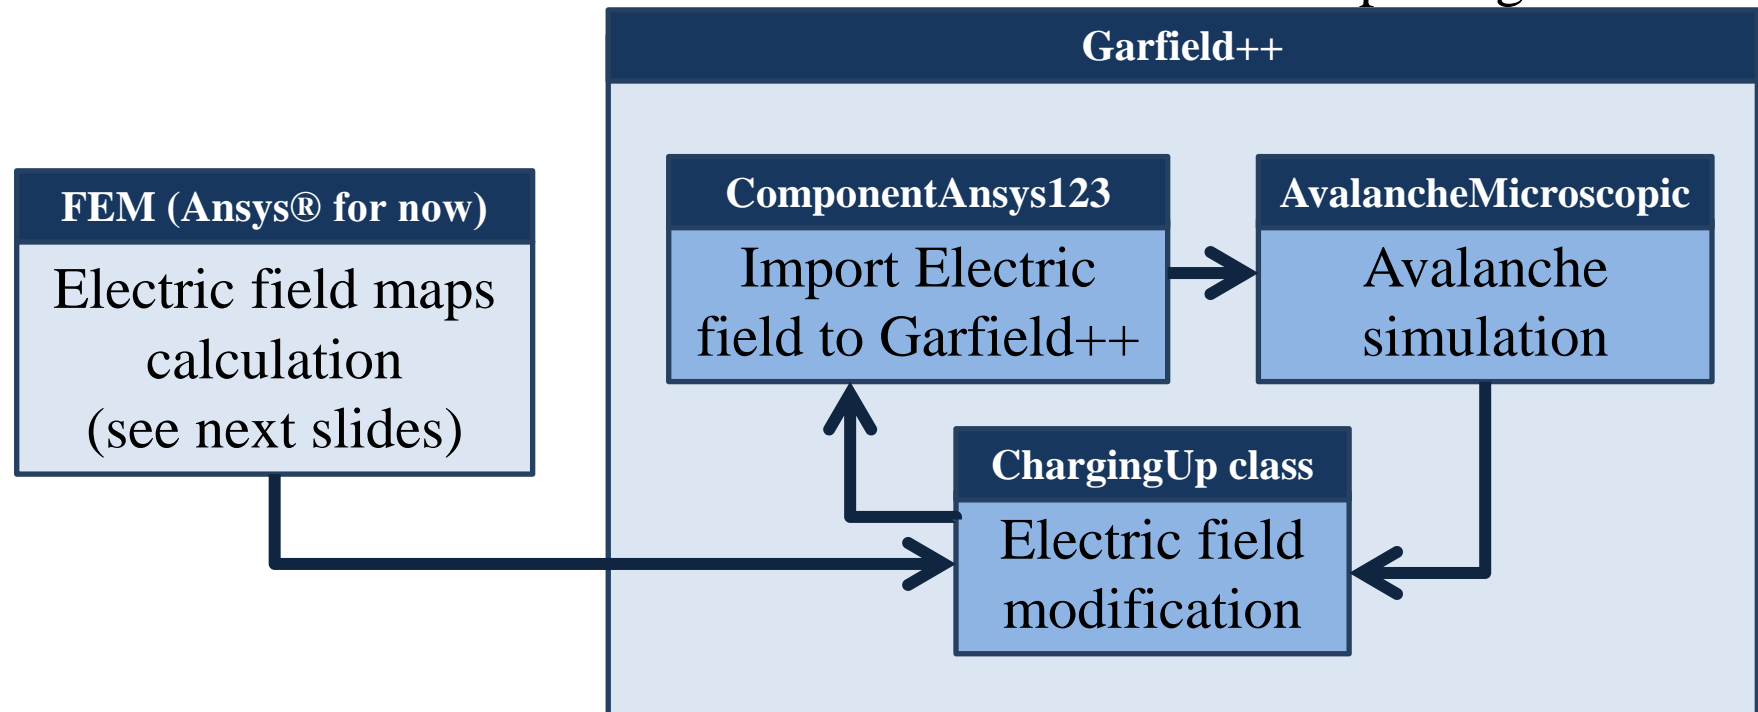 Garfield++
FEM (Ansys® for now)
Electric field maps
calculation
(see next slides)
ComponentAnsys123
Import Electric
field to Garfield++
AvalancheMicroscopic
Avalanche
simulation
ChargingUp class
Electric field
modification